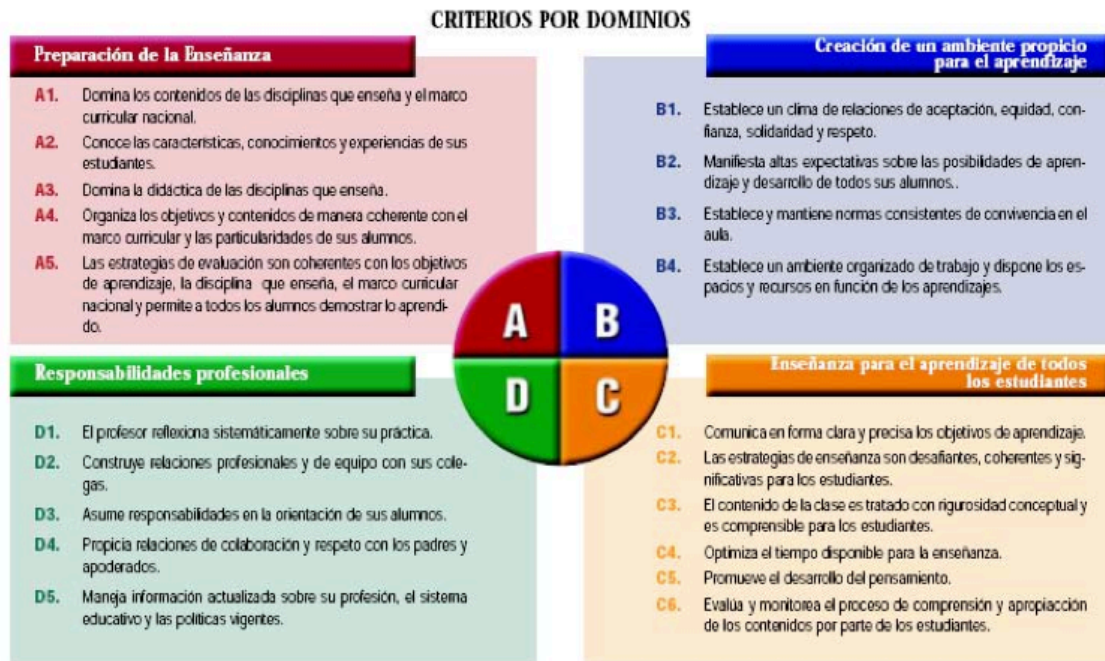 CRITERIOS POR DOMINIOS
Preparación de la Enseñanza
A1. Domina los contenidos de las disciplinas que enseña y el marco
curricular nacional.
A2. Conoce las características, conocimientos y experiencias de sus
estudiantes.
A3. Domina la didáctica de las disciplinas que enseña.
A4. Organiza los objetivos y contenidos de manera coherente con el
marco curricular y las particularidades de sus alumnos.
A5. Las estrategias de evaluación son coherentes con los objetivos
de aprendizaje, la disciplina que enseña, el marco curricular
nacional y permite a todos los alumnos demostrar lo aprendi-
do.
Creación de un ambiente propicio
para el aprendizaje
B1. Establece un clima de relaciones de aceptación, equidad, con-
fianza, solidaridad y respeto.
B2. Manifiesta altas expectativas sobre las posibilidades de apren-
dizaje y desarrollo de todos sus alumnos..
B3. Establece y mantiene normas consistentes de convivencia en el
aula.
B4. Establece un ambiente organizado de trabajo y dispone los es-
pacios y recursos en función de los aprendizajes.
A B
D C
Responsabilidades profesionales
D1. El profesor reflexiona sistemáticamente sobre su práctica.
D2. Construye relaciones profesionales y de equipo con sus cole-
gas.
D3. Asume responsabilidades en la orientación de sus alumnos.
D4. Propicia relaciones de colaboración y respeto con los padres y
apoderados.
D5. Maneja información actualizada sobre su profesión, el sistema
educativo y las políticas vigentes.
Enseñanza para el aprendizaje de todos
los estudiantes
C1. Comunica en forma clara y precisa los objetivos de aprendizaje.
C2. Las estrategias de enseñanza son desafiantes, coherentes y sig-
nificativas para los estudiantes.
C3. El contenido de la clase es tratado con rigurosidad conceptual y
es comprensible para los estudiantes.
C4. Optimiza el tiempo disponible para la enseñanza.
C5. Promueve el desarrollo del pensamiento.
C6. Evalúa y monitorea el proceso de comprensión y apropiacción
de los contenidos por parte de los estudiantes.